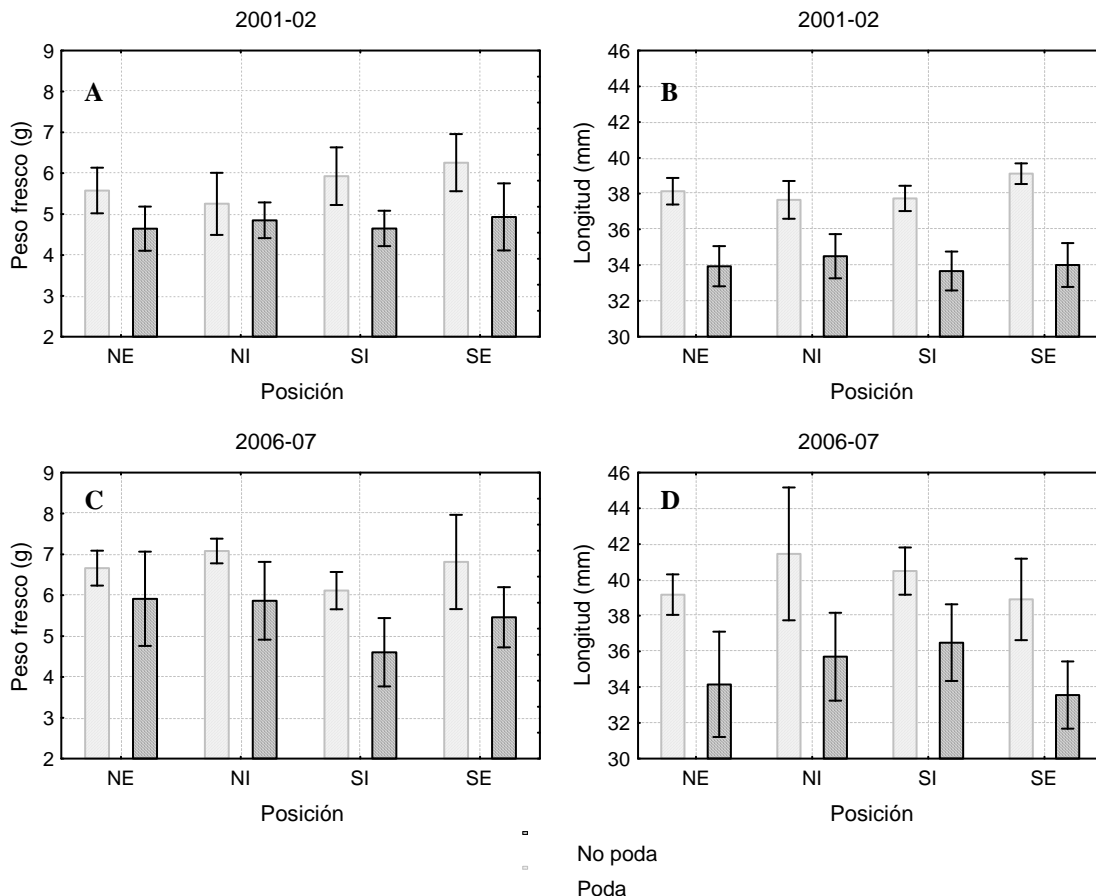 2001-02
A
Peso fresco (g)
9
8
7
6
5
4
3
2
NE
NI
SI
SE
Posición
2001-02
B
Longitud (mm)
46
44
42
40
38
36
34
32
30
NE
NI
SI
SE
Posición
2006-07
C
Peso fresco (g)
9
8
7
6
5
4
3
2
NE
NI
SI
SE
Posición
2006-07
D
Longitud (mm)
46
44
42
40
38
36
34
32
30
NE
NI
SI
SE
Posición
No poda
Poda